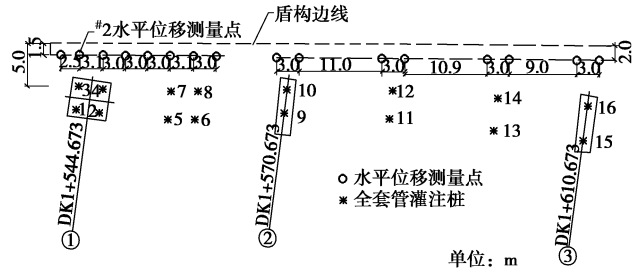 盾构边线
#2水平位移测量点
1.5
5.0
2.0
2.5 3.1 3.0 3.0 3.0 3.0 3.0
3.0 11.0 3.0 10.9 3.0 9.0 3.0
3 4 7 8 10 12 14 16
1 2 5 6 9 11 13 15
DK1+544.673
DK1+570.673
DK1+610.673
水平位移测量点
全套管灌注桩
① ② ③
单位：m